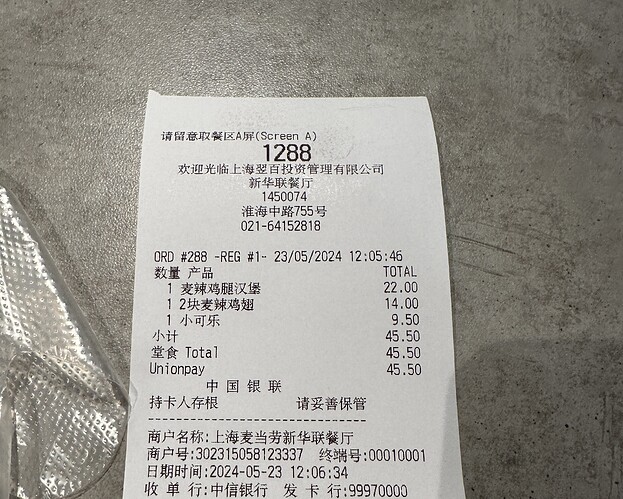 请留意取餐区A屏(Screen A)
1288
欢迎光临上海翌百投资管理有限公司
新华联餐厅
1450074
淮海中路755号
021-64152818
ORD #288 -REG #1- 23/05/2024 12:05:46
数量 产品 TOTAL
1 麦辣鸡腿汉堡 22.00
1 2块麦辣鸡翅 14.00
1 小可乐 9.50
小计 45.50
堂食 Total 45.50
Unionpay 45.50
中国银联
持卡人存根 请妥善保管
商户名称:上海麦当劳新华联餐厅
商户号:302315058123337 终端号:00010001
日期时间:2024-05-23 12:06:34
收单行:中信银行 发卡行:99970000